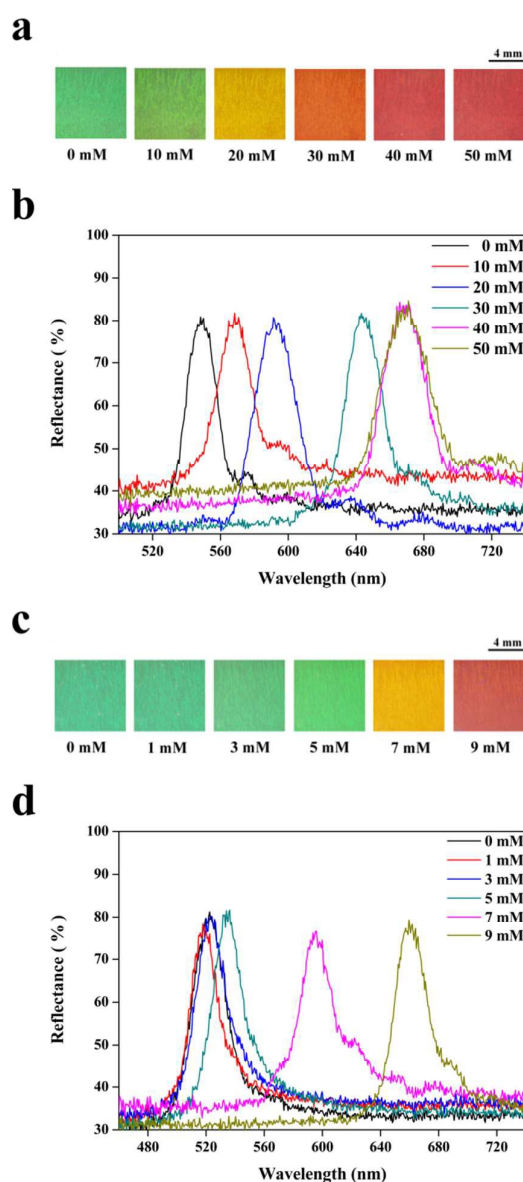 a
4 mm
0 mM 10 mM 20 mM 30 mM 40 mM 50 mM
b
100
90
80
70
60
50
40
30
Reflectance ( % )
0 mM
10 mM
20 mM
30 mM
40 mM
50 mM
520 560 600 640 680 720
Wavelength (nm)
c
4 mm
0 mM 1 mM 3 mM 5 mM 7 mM 9 mM
d
100
90
80
70
60
50
40
30
Reflectance ( % )
0 mM
1 mM
3 mM
5 mM
7 mM
9 mM
480 520 560 600 640 680 720
Wavelength (nm)